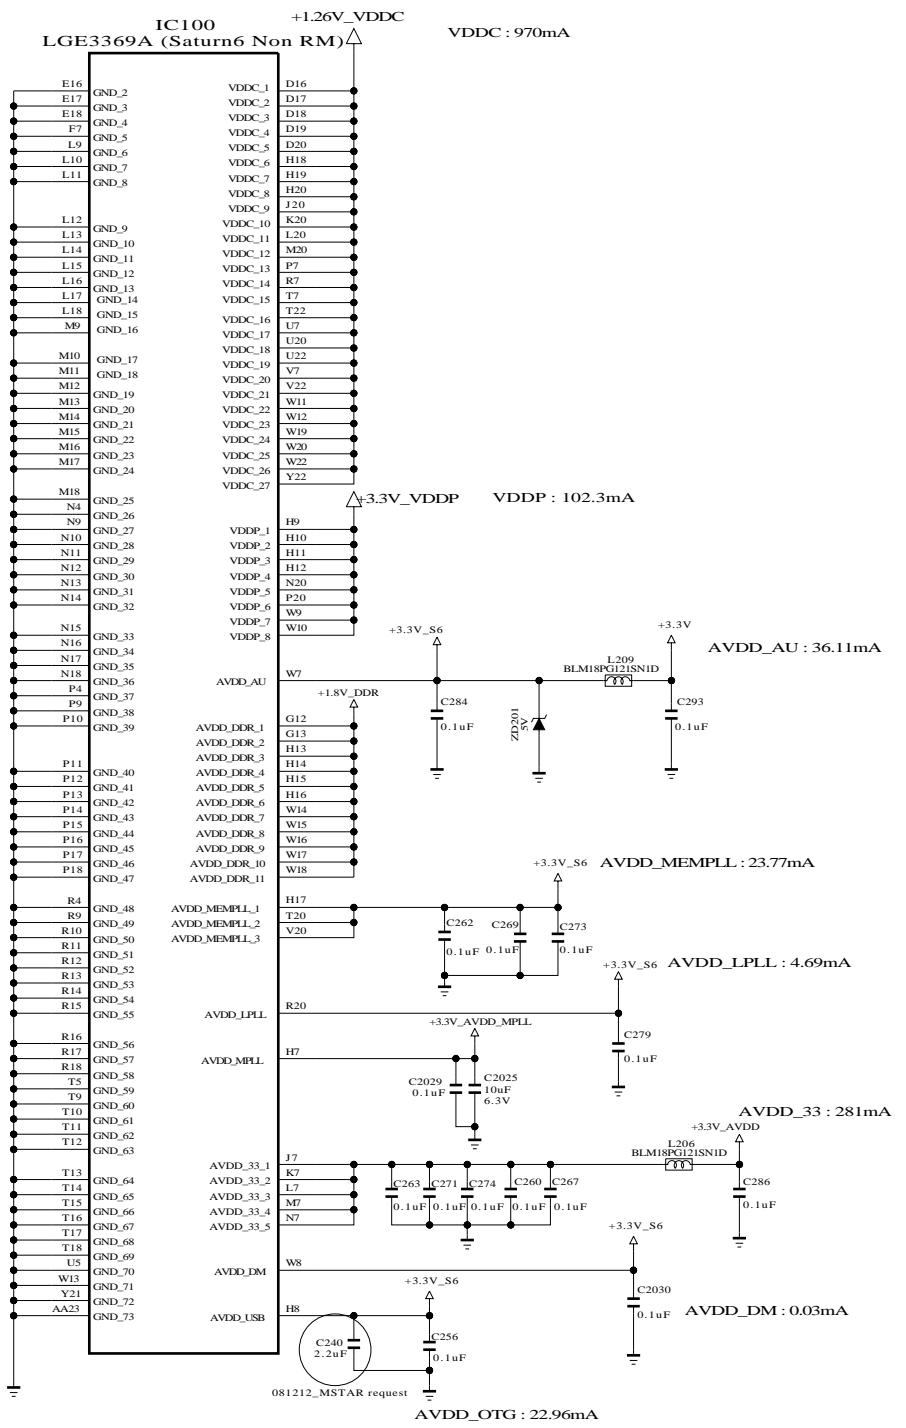 IC100
LGE3369A (Saturn6 Non RM)
+1.26V_VDDC
VDDC : 970mA
E16 GND_2
E17 GND_3
E18 GND_4
F7 GND_5
L9 GND_6
L10 GND_7
L11 GND_8
L12 GND_9
L13 GND_10
L14 GND_11
L15 GND_12
L16 GND_13
L17 GND_14
L18 GND_15
M9 GND_16
M10 GND_17
M11 GND_18
M12 GND_19
M13 GND_20
M14 GND_21
M15 GND_22
M16 GND_23
M17 GND_24
M18 GND_25
N4 GND_26
N9 GND_27
N10 GND_28
N11 GND_29
N12 GND_30
N13 GND_31
N14 GND_32
N15 GND_33
N16 GND_34
N17 GND_35
N18 GND_36
P4 GND_37
P9 GND_38
P10 GND_39
P11 GND_40
P12 GND_41
P13 GND_42
P14 GND_43
P15 GND_44
P16 GND_45
P17 GND_46
P18 GND_47
R4 GND_48
R9 GND_49
R10 GND_50
R11 GND_51
R12 GND_52
R13 GND_53
R14 GND_54
R15 GND_55
R16 GND_56
R17 GND_57
R18 GND_58
T5 GND_59
T9 GND_60
T10 GND_61
T11 GND_62
T12 GND_63
T13 GND_64
T14 GND_65
T15 GND_66
T16 GND_67
T17 GND_68
T18 GND_69
U5 GND_70
W13 GND_71
Y21 GND_72
AA23 GND_73
VDDC_1 D16
VDDC_2 D17
VDDC_3 D18
VDDC_4 D19
VDDC_5 D20
VDDC_6 H18
VDDC_7 H19
VDDC_8 H20
VDDC_9 J20
VDDC_10 K20
VDDC_11 L20
VDDC_12 M20
VDDC_13 P7
VDDC_14 R7
VDDC_15 T7
VDDC_16 T22
VDDC_17 U7
VDDC_18 U20
VDDC_19 U22
VDDC_20 V7
VDDC_21 V22
VDDC_22 W11
VDDC_23 W12
VDDC_24 W19
VDDC_25 W20
VDDC_26 W22
VDDC_27 Y22
+3.3V_VDDP
VDDP : 102.3mA
VDDP_1 H9
VDDP_2 H10
VDDP_3 H11
VDDP_4 H12
VDDP_5 N20
VDDP_6 P20
VDDP_7 W9
VDDP_8 W10
+3.3V_S6
+3.3V
AVDD_AU : 36.11mA
L209
BLM18PG121SN1D
AVDD_AU W7
C284
0.1uF
ZD201
5V
C293
0.1uF
+1.8V_DDR
AVDD_DDR_1 G12
AVDD_DDR_2 G13
AVDD_DDR_3 H13
AVDD_DDR_4 H14
AVDD_DDR_5 H15
AVDD_DDR_6 H16
AVDD_DDR_7 W14
AVDD_DDR_8 W15
AVDD_DDR_9 W16
AVDD_DDR_10 W17
AVDD_DDR_11 W18
+3.3V_S6
AVDD_MEMPLL : 23.77mA
AVDD_MEMPLL_1 H17
AVDD_MEMPLL_2 T20
AVDD_MEMPLL_3 V20
C262
0.1uF
C269
0.1uF
C273
0.1uF
+3.3V_S6
AVDD_LPLL : 4.69mA
AVDD_LPLL R20
C279
0.1uF
+3.3V_AVDD_MPLL
AVDD_MPLL H7
C2029
0.1uF
C2025
10uF
6.3V
AVDD_33 : 281mA
+3.3V_AVDD
L206
BLM18PG121SN1D
AVDD_33_1 J7
AVDD_33_2 K7
AVDD_33_3 L7
AVDD_33_4 M7
AVDD_33_5 N7
C263
0.1uF
C271
0.1uF
C274
0.1uF
C260
0.1uF
C267
0.1uF
C286
0.1uF
+3.3V_S6
AVDD_DM W8
C2030
0.1uF
AVDD_DM : 0.03mA
+3.3V_S6
AVDD_USB H8
C240
2.2uF
C256
0.1uF
081212_MSTAR request
AVDD_OTG : 22.96mA